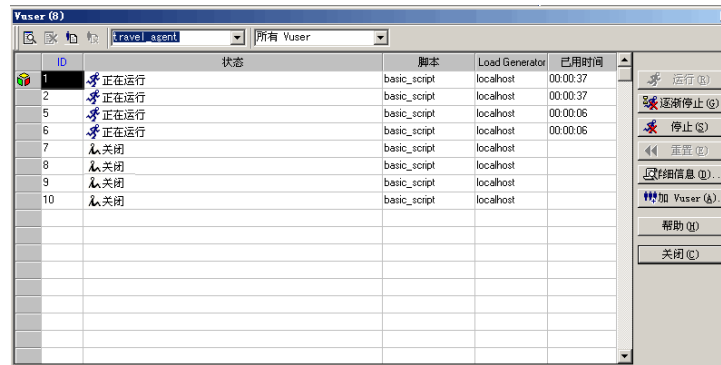 Vuser (8)
travel_agent 所有 Vuser
ID 状态 脚本 Load Generator 已用时间
1 正在运行 basic_script localhost 00:00:37
2 正在运行 basic_script localhost 00:00:37
5 正在运行 basic_script localhost 00:00:06
6 正在运行 basic_script localhost 00:00:06
7 关闭 basic_script localhost
8 关闭 basic_script localhost
9 关闭 basic_script localhost
10 关闭 basic_script localhost
运行(R)
逐渐停止(G)
停止(S)
重置(E)
详细信息(D)..
加 Vuser(A).
帮助(H)
关闭(C)